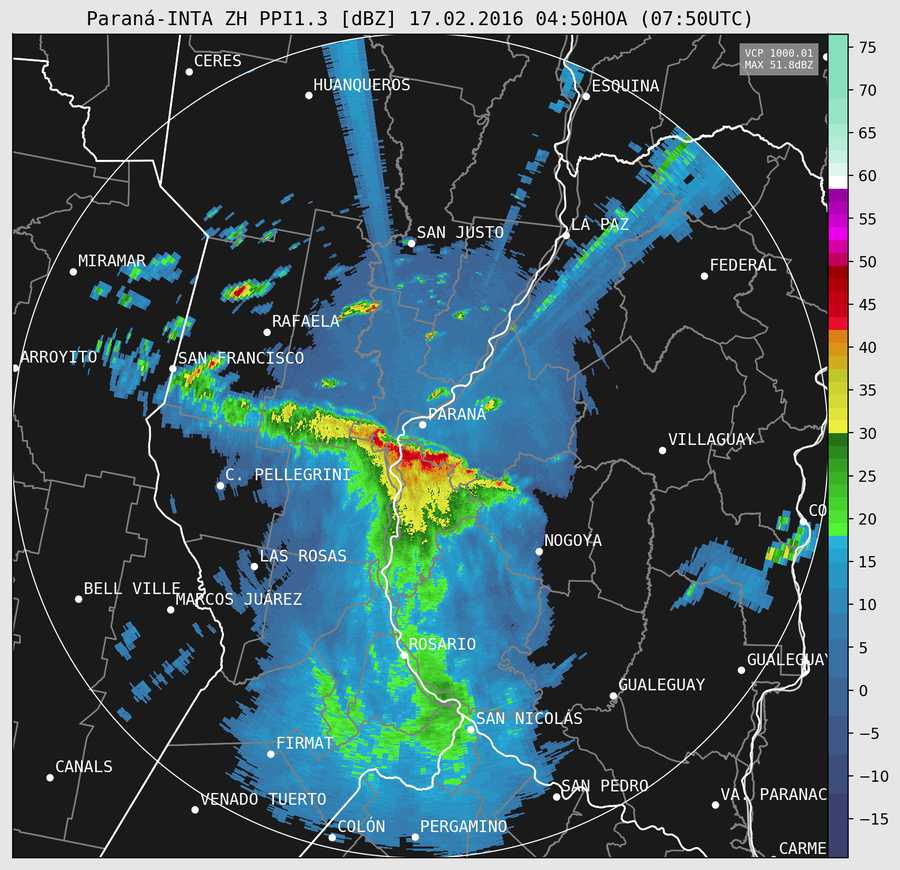 Paraná-INTA ZH PPI1.3 [dBZ] 17.02.2016 04:50HOA (07:50UTC)
VCP 1000.01
MAX 51.8dBZ
CERES
HUANQUEROS
ESQUINA
SAN JUSTO
LA PAZ
MIRAMAR
FEDERAL
RAFAELA
ARROYITO
SAN FRANCISCO
PARANÁ
VILLAGUAY
C. PELLEGRINI
CO
NOGOYA
LAS ROSAS
BELL VILLE
MARCOS JUÁREZ
ROSARIO
GUALEGUAY
GUALEGUAY
SAN NICOLÁS
FIRMAT
CANALS
SAN PEDRO
VENADO TUERTO
VA. PARANAC
COLÓN
PERGAMINO
CARME
75
70
65
60
55
50
45
40
35
30
25
20
15
10
5
0
−5
−10
−15